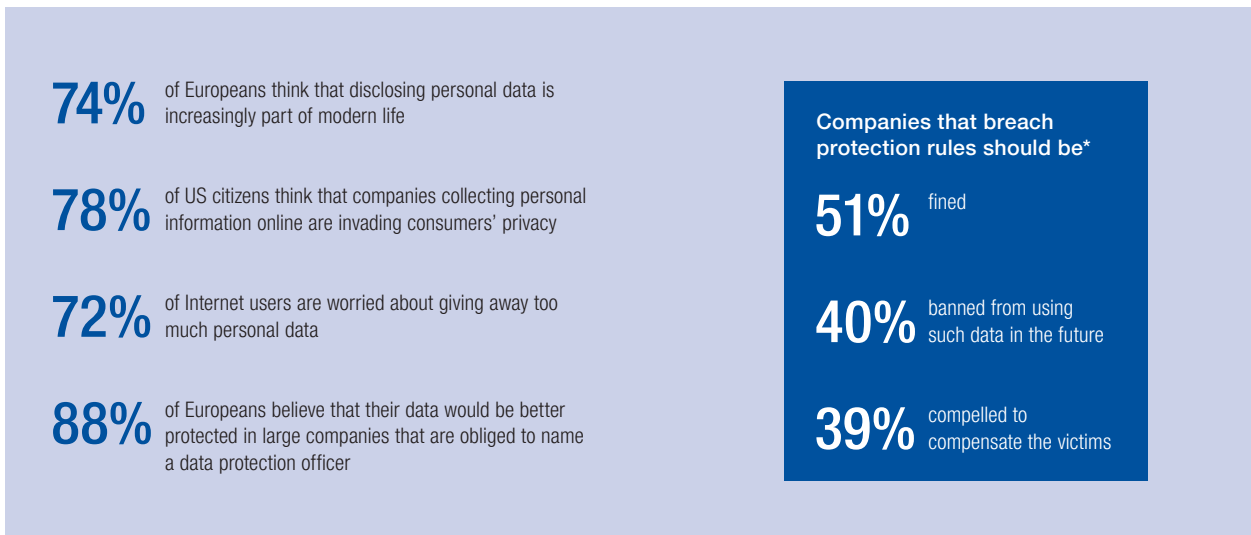 74%
of Europeans think that disclosing personal data is
increasingly part of modern life
78%
of US citizens think that companies collecting personal
information online are invading consumers’ privacy
72%
of Internet users are worried about giving away too
much personal data
88%
of Europeans believe that their data would be better
protected in large companies that are obliged to name
a data protection officer
Companies that breach
protection rules should be*
51%
fined
40%
banned from using
such data in the future
39%
compelled to
compensate the victims